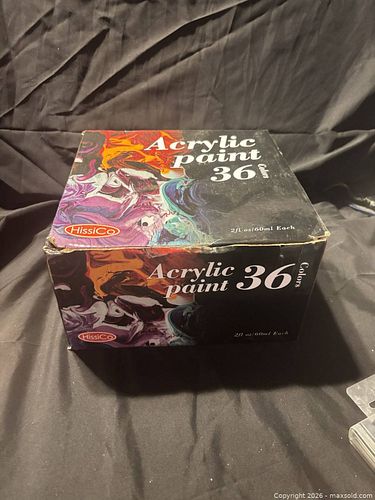 Acrylic
paint
36
Colors
2fl oz/60ml Each
HissiCo
Acrylic
paint
36
Colors
2fl oz/60ml Each
HissiCo
Copyright 2026 - maxsold.com